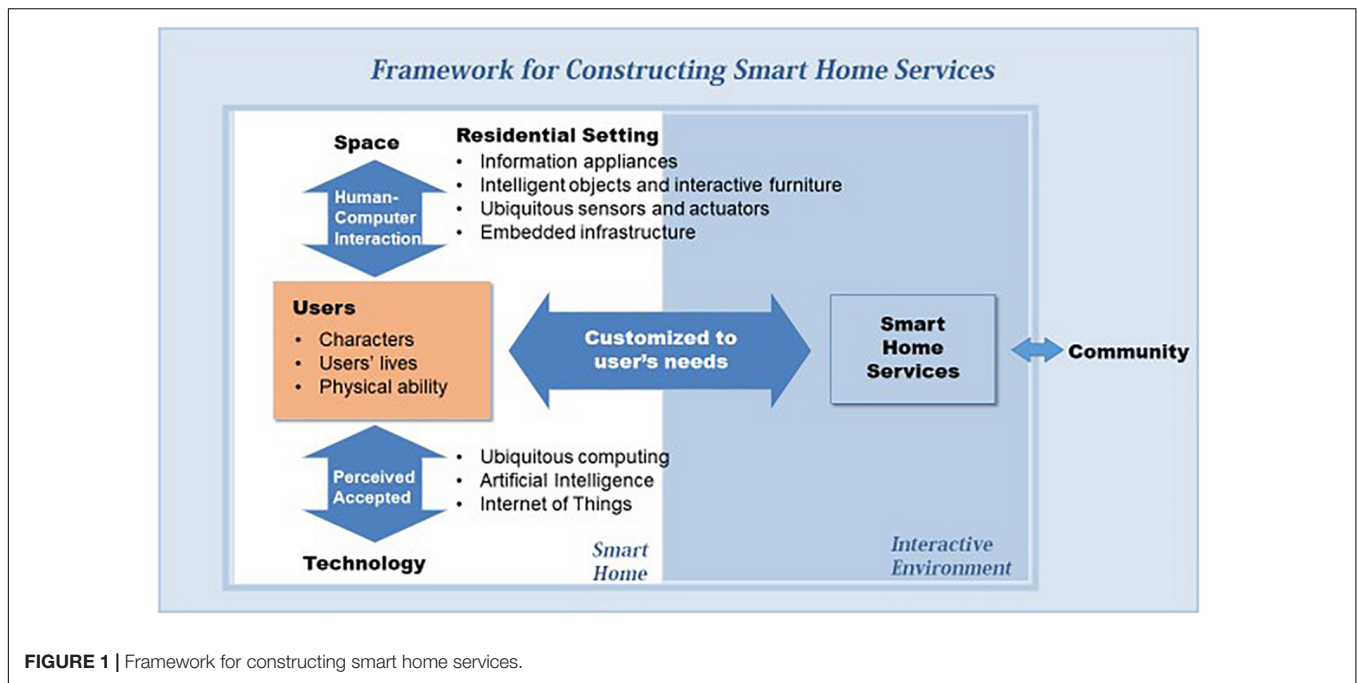 Framework for Constructing Smart Home Services
Space
Human-
Computer
Interaction
Residential Setting
• Information appliances
• Intelligent objects and interactive furniture
• Ubiquitous sensors and actuators
• Embedded infrastructure
Users
• Characters
• Users' lives
• Physical ability
Customized to
user's needs
Smart
Home
Services
Community
Perceived
Accepted
• Ubiquitous computing
• Artificial Intelligence
• Internet of Things
Technology
Smart
Home
Interactive
Environment
FIGURE 1 | Framework for constructing smart home services.